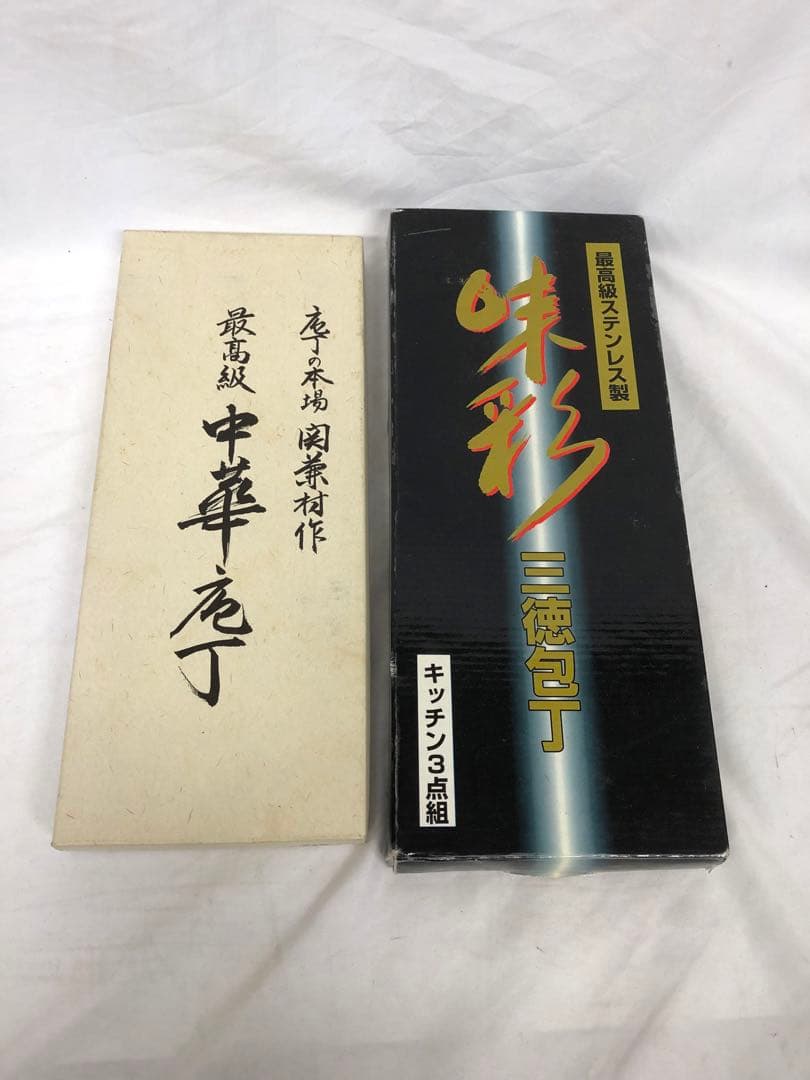 庖丁の本場 関兼村作
最高級 中華庖丁
最高級ステンレス製
味彩
三徳包丁
キッチン3点組